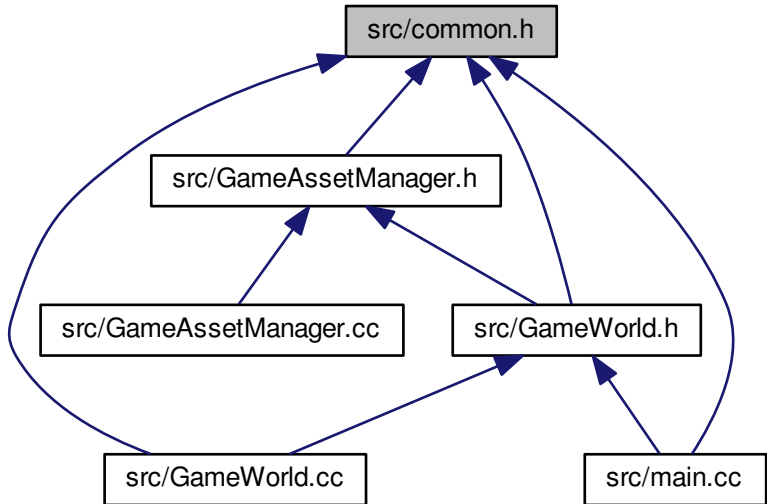 src/common.h
src/GameAssetManager.h
src/GameAssetManager.cc
src/GameWorld.h
src/GameWorld.cc
src/main.cc